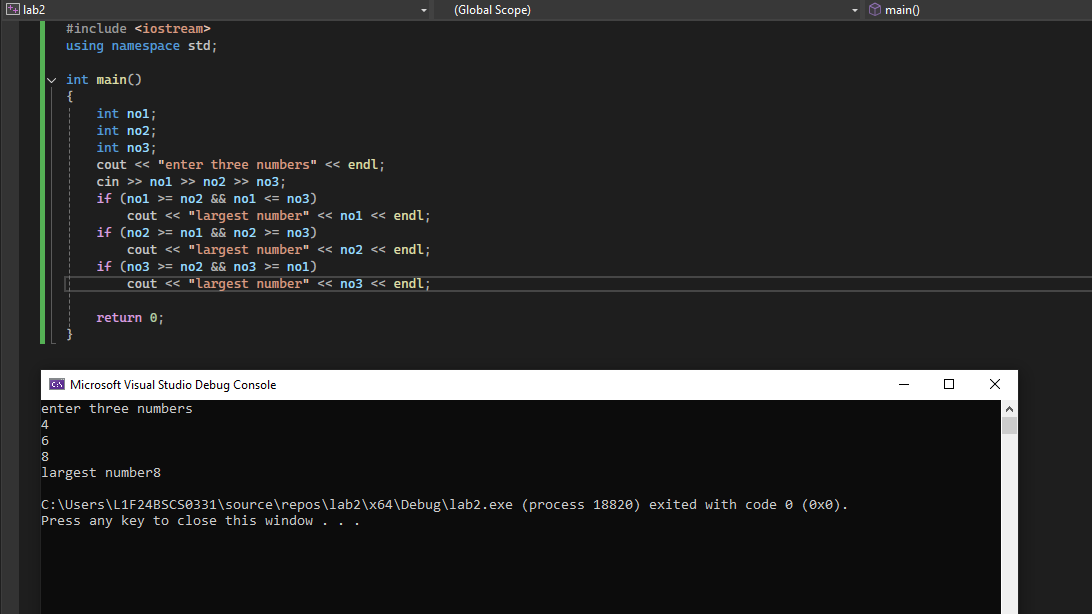 lab2 (Global Scope) main()
#include <iostream>
using namespace std;
int main()
{
int no1;
int no2;
int no3;
cout << "enter three numbers" << endl;
cin >> no1 >> no2 >> no3;
if (no1 >= no2 && no1 <= no3)
cout << "largest number" << no1 << endl;
if (no2 >= no1 && no2 >= no3)
cout << "largest number" << no2 << endl;
if (no3 >= no2 && no3 >= no1)
cout << "largest number" << no3 << endl;
return 0;
}
C:\ Microsoft Visual Studio Debug Console
enter three numbers
4
6
8
largest number8
C:\Users\L1F24BSCS0331\source\repos\lab2\x64\Debug\lab2.exe (process 18820) exited with code 0 (0x0).
Press any key to close this window . . .